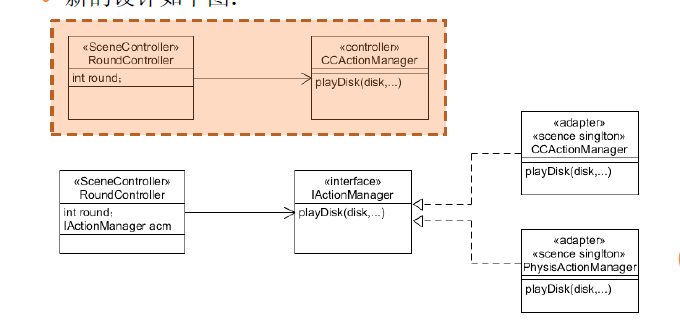 • 新的设计如下图：
«SceneController»
RoundController
int round;
«controller»
CCActionManager
playDisk(disk,...)
«SceneController»
RoundController
int round;
IActionManager acm
«interface»
IActionManager
playDisk(disk,...)
«adapter»
«scence singlton»
CCActionManager
playDisk(disk,...)
«adapter»
«scence singlton»
PhysisActionManager
playDisk(disk,...)